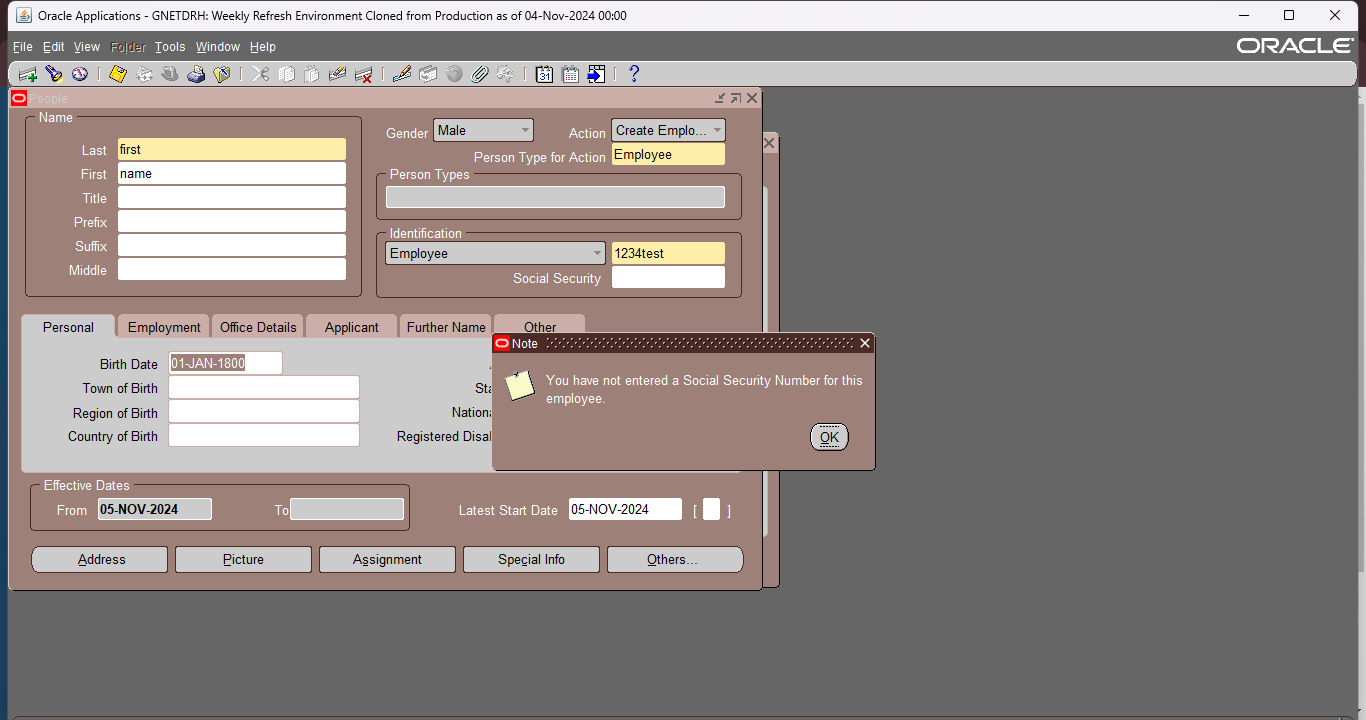 Oracle Applications - GNETDRH: Weekly Refresh Environment Cloned from Production as of 04-Nov-2024 00:00
File Edit View Folder Tools Window Help
ORACLE
31
?
People
Name
Last first
First name
Title
Prefix
Suffix
Middle
Gender Male Action Create Emplo...
Person Type for Action Employee
Person Types
Identification
Employee 1234test
Social Security
Personal Employment Office Details Applicant Further Name Other
Birth Date 01-JAN-1800
Town of Birth Sta
Region of Birth Nationa
Country of Birth Registered Disal
Note
You have not entered a Social Security Number for this
employee.
OK
Effective Dates
From 05-NOV-2024 To Latest Start Date 05-NOV-2024 [ ]
Address Picture Assignment Special Info Others...